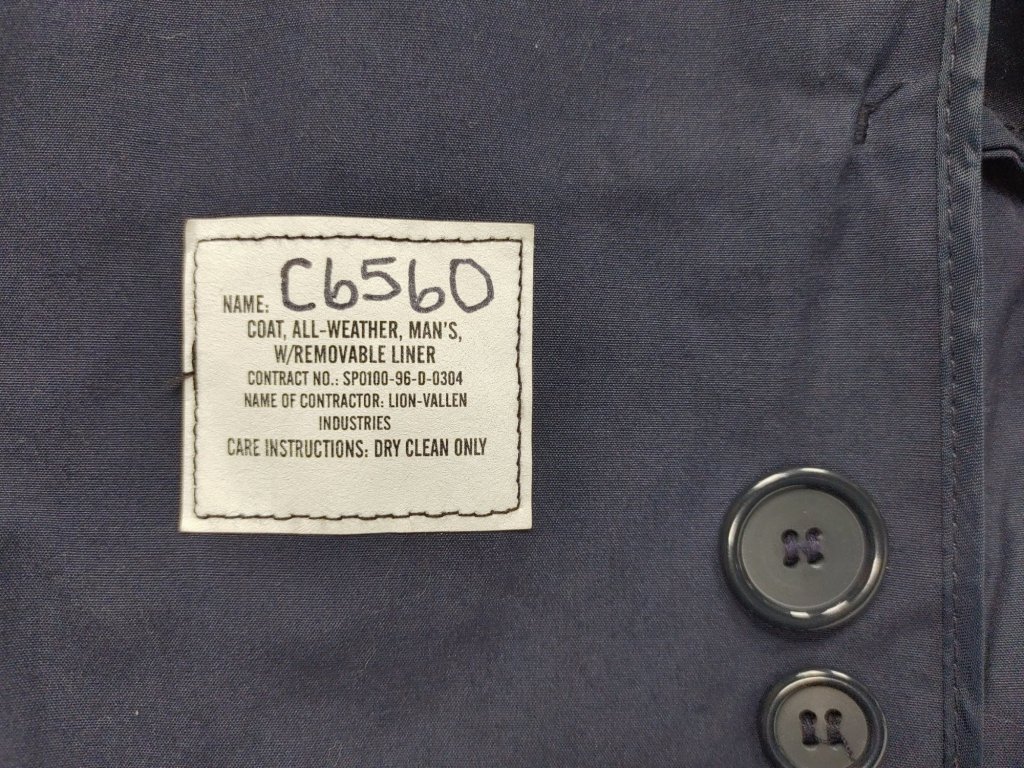 NAME: C6560
COAT, ALL-WEATHER, MAN'S,
W/REMOVABLE LINER
CONTRACT NO.: SPO100-96-D-0304
NAME OF CONTRACTOR: LION-VALLEN
INDUSTRIES
CARE INSTRUCTIONS: DRY CLEAN ONLY